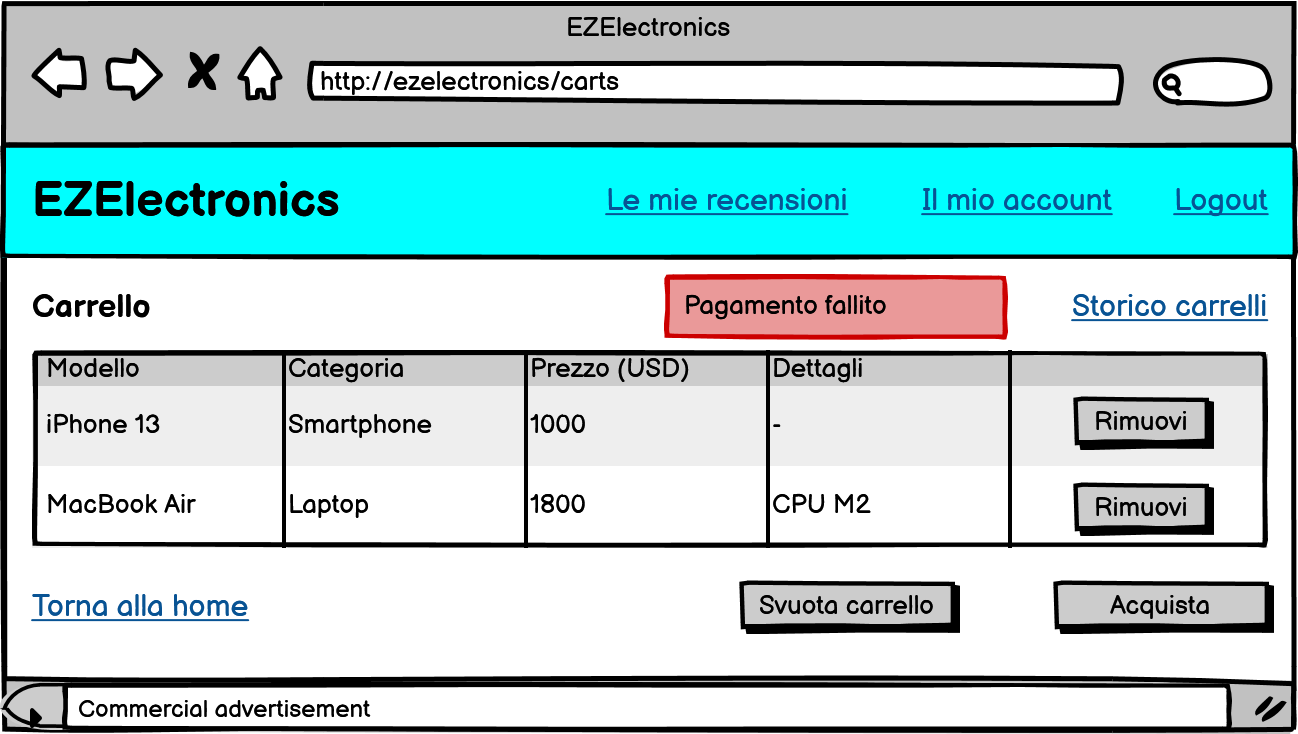 EZElectronics
http://ezelectronics/carts
EZElectronics
Le mie recensioni
Il mio account
Logout
Carrello
Pagamento fallito
Storico carrelli
Modello Categoria Prezzo (USD) Dettagli
iPhone 13 Smartphone 1000 - Rimuovi
MacBook Air Laptop 1800 CPU M2 Rimuovi
Torna alla home
Svuota carrello
Acquista
Commercial advertisement